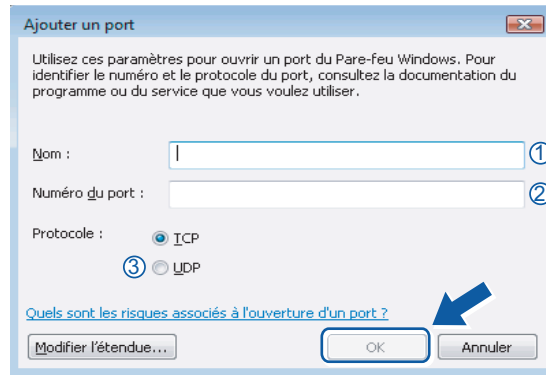 Ajouter un port
Utilisez ces paramètres pour ouvrir un port du Pare-feu Windows. Pour
identifier le numéro et le protocole du port, consultez la documentation du
programme ou du service que vous voulez utiliser.
Nom : ①
Numéro du port : ②
Protocole : TCP
③ UDP
Quels sont les risques associés à l'ouverture d'un port ?
Modifier l'étendue... OK Annuler